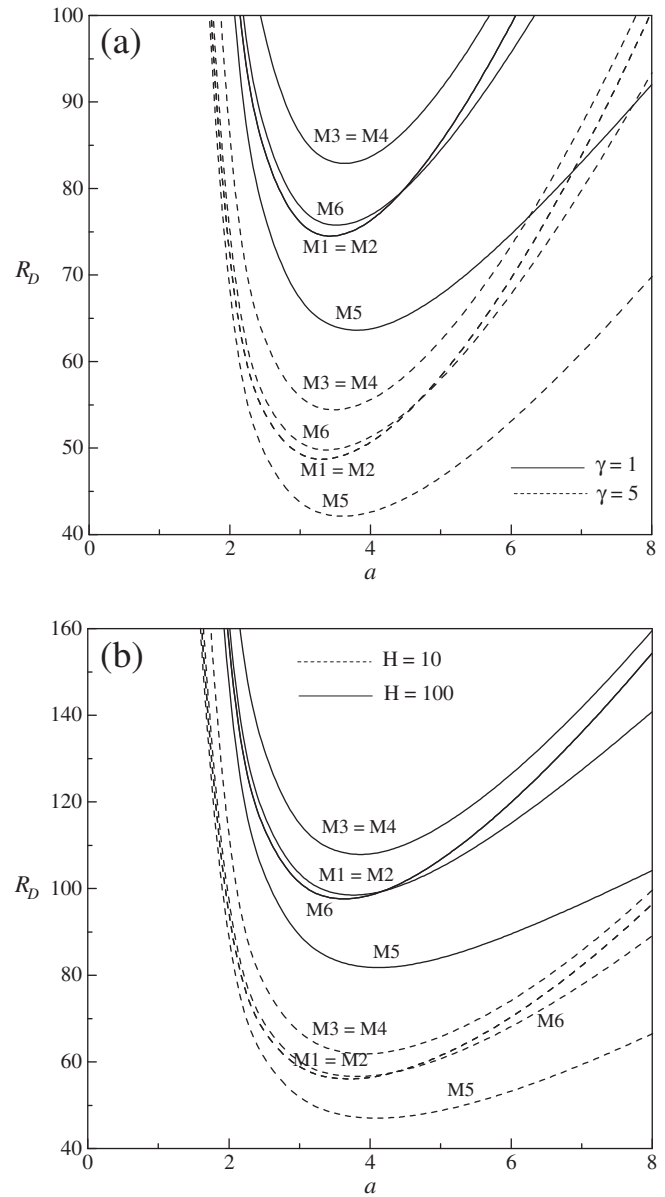 100
(a)
M3 = M4
90
80
M6
M1 = M2
70
R_D
M5
60
M3 = M4
50
M6
M1 = M2
γ = 1
M5
γ = 5
40
0
2
4
6
8
a
160
(b)
H = 10
H = 100
140
120
M3 = M4
M1 = M2
100
R_D
M6
M5
80
M3 = M4
M6
M1 = M2
60
M5
40
0
2
4
6
8
a